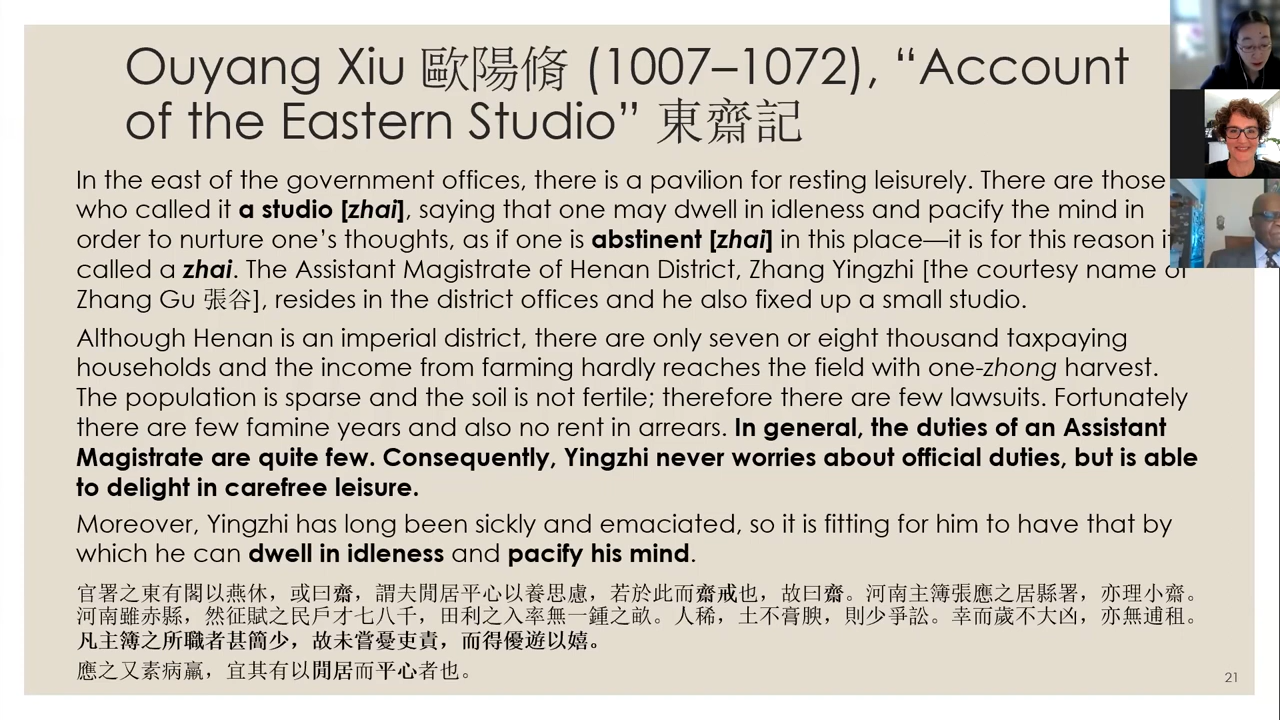 Ouyang Xiu 歐陽脩 (1007–1072), “Account
of the Eastern Studio” 東齋記
In the east of the government offices, there is a pavilion for resting leisurely. There are those
who called it a studio [zhai], saying that one may dwell in idleness and pacify the mind in
order to nurture one’s thoughts, as if one is abstinent [zhai] in this place—it is for this reason
called a zhai. The Assistant Magistrate of Henan District, Zhang Yingzhi [the courtesy name of
Zhang Gu 張谷], resides in the district offices and he also fixed up a small studio.
Although Henan is an imperial district, there are only seven or eight thousand taxpaying
households and the income from farming hardly reaches the field with one-zhong harvest.
The population is sparse and the soil is not fertile; therefore there are few lawsuits. Fortunately
there are few famine years and also no rent in arrears. In general, the duties of an Assistant
Magistrate are quite few. Consequently, Yingzhi never worries about official duties, but is able
to delight in carefree leisure.
Moreover, Yingzhi has long been sickly and emaciated, so it is fitting for him to have that by
which he can dwell in idleness and pacify his mind.
官署之東有閣以燕休，或曰齋，謂夫閒居平心以養思慮，若於此而齋戒也，故曰齋。河南主簿張應之居縣署，亦理小齋。
河南雖赤縣，然征賦之民戶才七八千，田利之入率無一鍾之畝。人稀，土不膏腴，則少爭訟。幸而歲不大凶，亦無逋租。
凡主簿之所職者甚簡少，故未嘗憂吏責，而得優遊以嬉。
應之又素病羸，宜其有以閒居而平心者也。
21